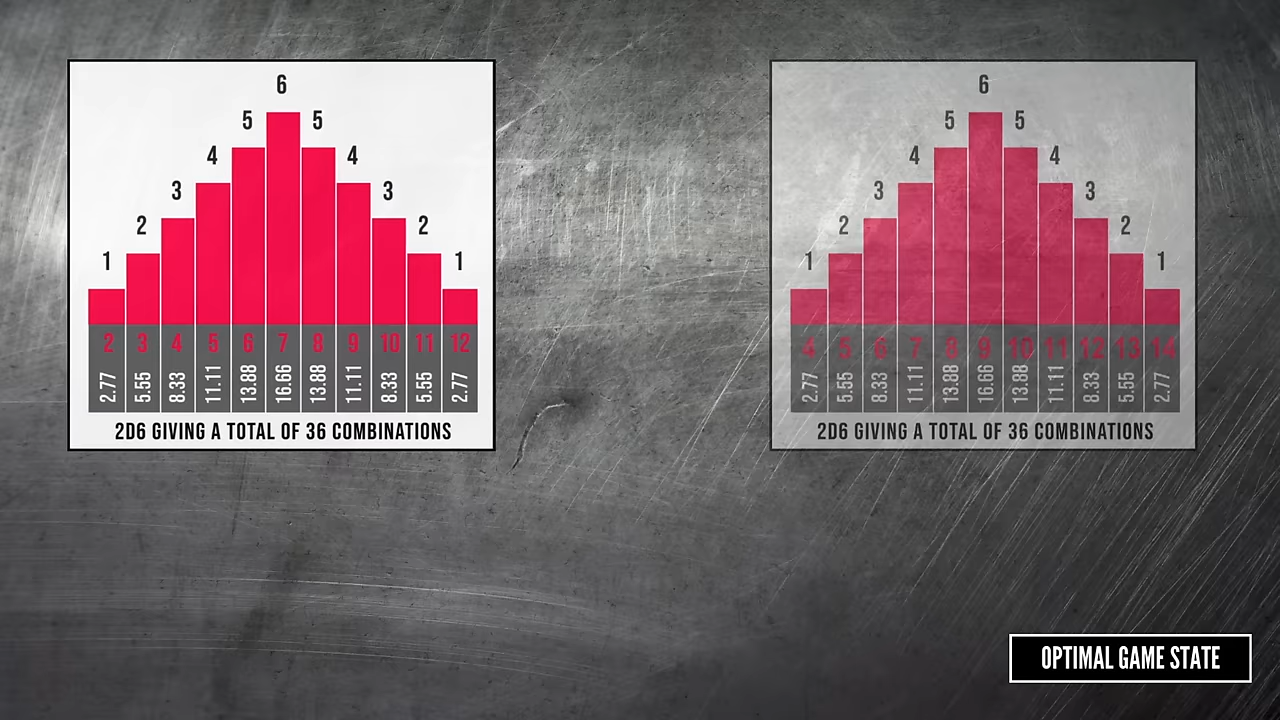 6
5 5
4 4
3 3
2 2
1 1
2 3 4 5 6 7 8 9 10 11 12
2.77 5.55 8.33 11.11 13.88 16.66 13.88 11.11 8.33 5.55 2.77
2D6 GIVING A TOTAL OF 36 COMBINATIONS
6
5 5
4 4
3 3
2 2
1 1
4 5 6 7 8 9 10 11 12 13 14
2.77 5.55 8.33 11.11 13.88 16.66 13.88 11.11 8.33 5.55 2.77
2D6 GIVING A TOTAL OF 36 COMBINATIONS
OPTIMAL GAME STATE